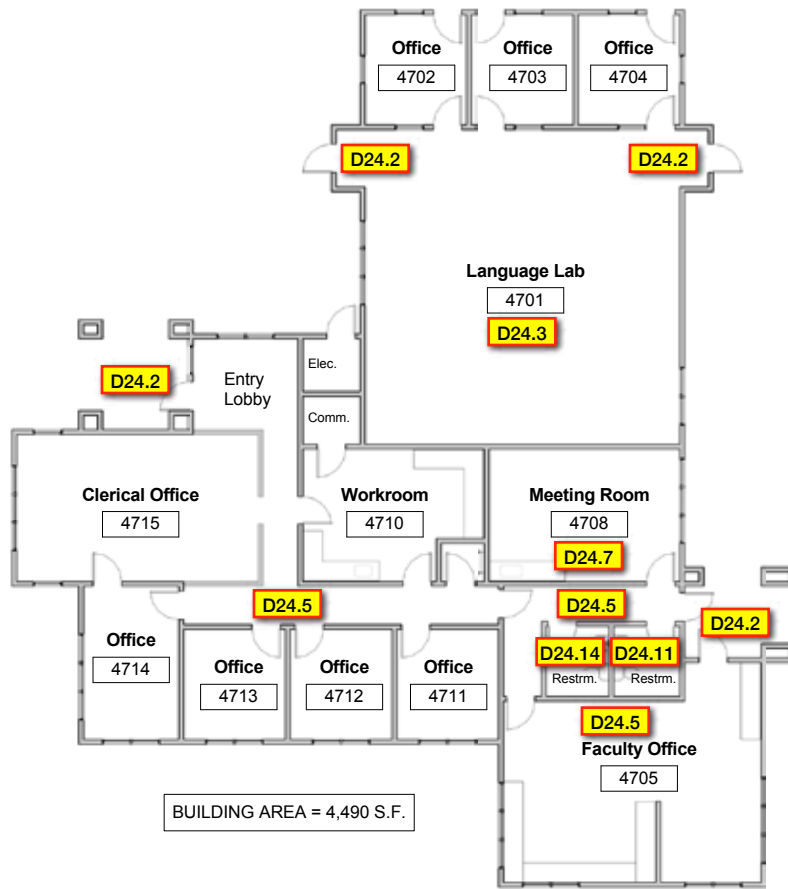 Office
4702
Office
4703
Office
4704
D24.2
D24.2
Language Lab
4701
D24.3
D24.2
Entry
Lobby
Elec.
Comm.
Clerical Office
4715
Workroom
4710
Meeting Room
4708
D24.7
D24.5
D24.5
D24.2
Office
4714
Office
4713
Office
4712
Office
4711
D24.14
Restrm.
D24.11
Restrm.
D24.5
Faculty Office
4705
BUILDING AREA = 4,490 S.F.